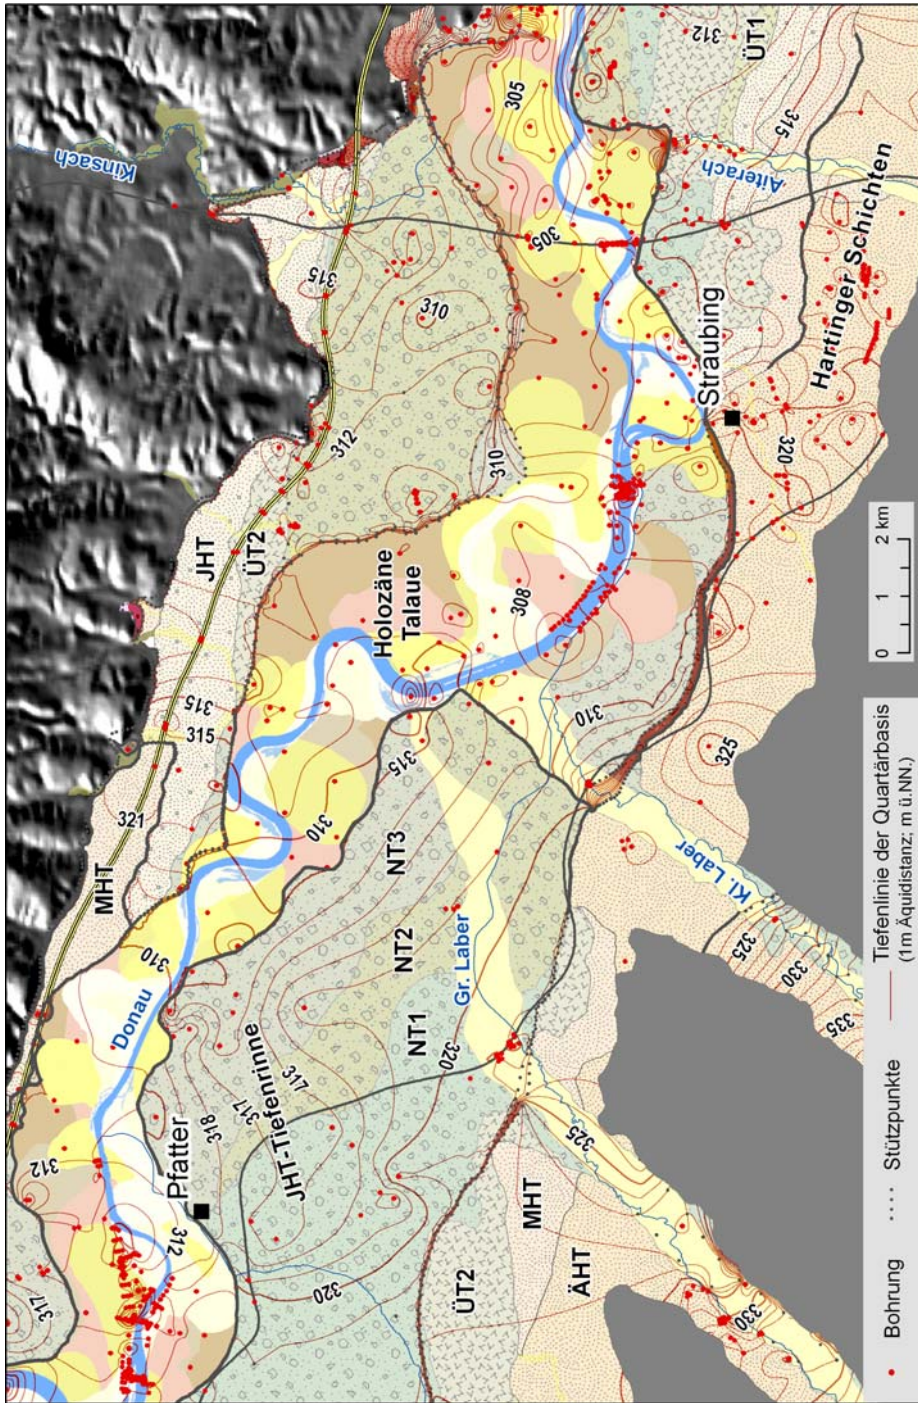 Kinsach
MHT
321
315
315
JHT
ÜT2
312
315
310
317
312
Donau
310
312
Pfatter
318
317
317
JHT-Tiefenrinne
310
NT3
315
NT2
NT1
Holozäne
Talaue
310
305
305
320
320
Gr. Laber
308
ÜT2
MHT
ÄHT
310
Straubing
312
ÜT1
315
Aiterach
325
Kl. Laber
325
320
Hartinger Schichten
325
330
330
335
0 1 2 km
Bohrung
Stützpunkte
Tiefenlinie der Quartärbasis
(1m Äquidistanz; m ü.NN.)